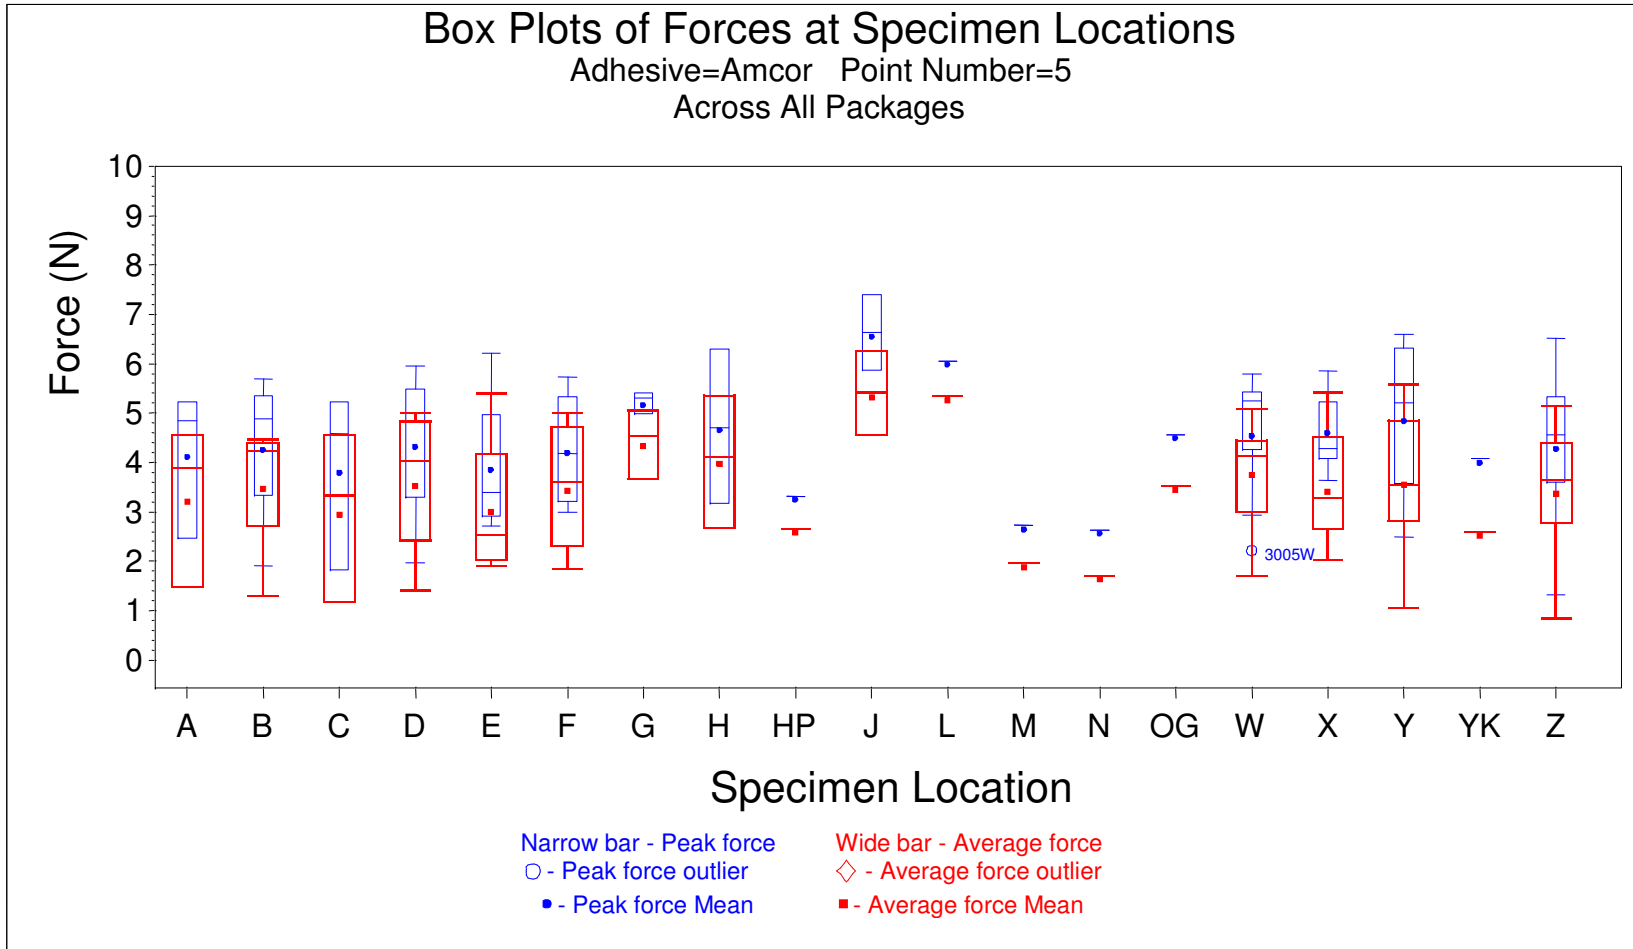 Box Plots of Forces at Specimen Locations
Adhesive=Amcor Point Number=5
Across All Packages
Force (N)
10
9
8
7
6
5
4
3
2
1
0
3005W
A B C D E F G H HP J L M N OG W X Y YK Z
Specimen Location
Narrow bar - Peak force Wide bar - Average force
- Peak force outlier - Average force outlier
- Peak force Mean - Average force Mean